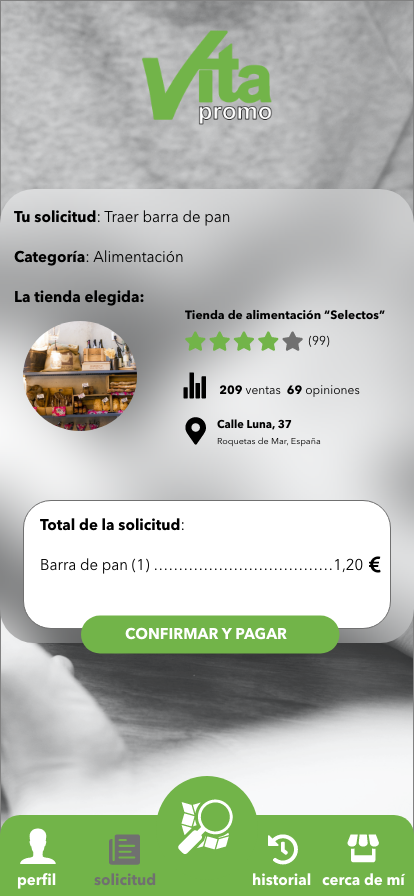 Vita
promo
Tu solicitud: Traer barra de pan
Categoría: Alimentación
La tienda elegida:
Tienda de alimentación “Selectos”
(99)
209 ventas 69 opiniones
Calle Luna, 37
Roquetas de Mar, España
Total de la solicitud:
Barra de pan (1) ..................................1,20 €
CONFIRMAR Y PAGAR
perfil
solicitud
historial
cerca de mí